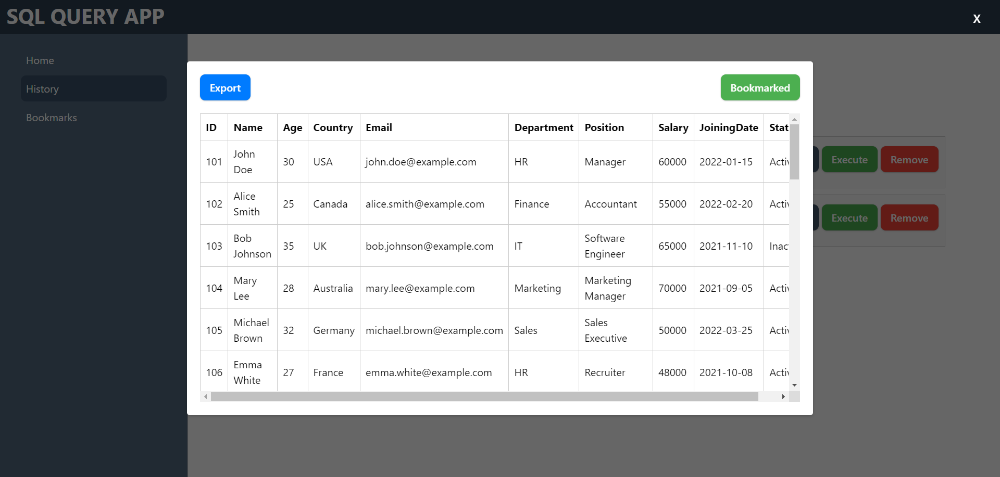 SQL QUERY APP
X
Home
History
Bookmarks
Export
Bookmarked
ID Name Age Country Email Department Position Salary JoiningDate Stat
101 John Doe 30 USA john.doe@example.com HR Manager 60000 2022-01-15 Activ
102 Alice Smith 25 Canada alice.smith@example.com Finance Accountant 55000 2022-02-20 Activ
103 Bob Johnson 35 UK bob.johnson@example.com IT Software Engineer 65000 2021-11-10 Inac
104 Mary Lee 28 Australia mary.lee@example.com Marketing Marketing Manager 70000 2021-09-05 Activ
105 Michael Brown 32 Germany michael.brown@example.com Sales Sales Executive 50000 2022-03-25 Activ
106 Emma White 27 France emma.white@example.com HR Recruiter 48000 2021-10-08 Activ
Execute Remove
Execute Remove